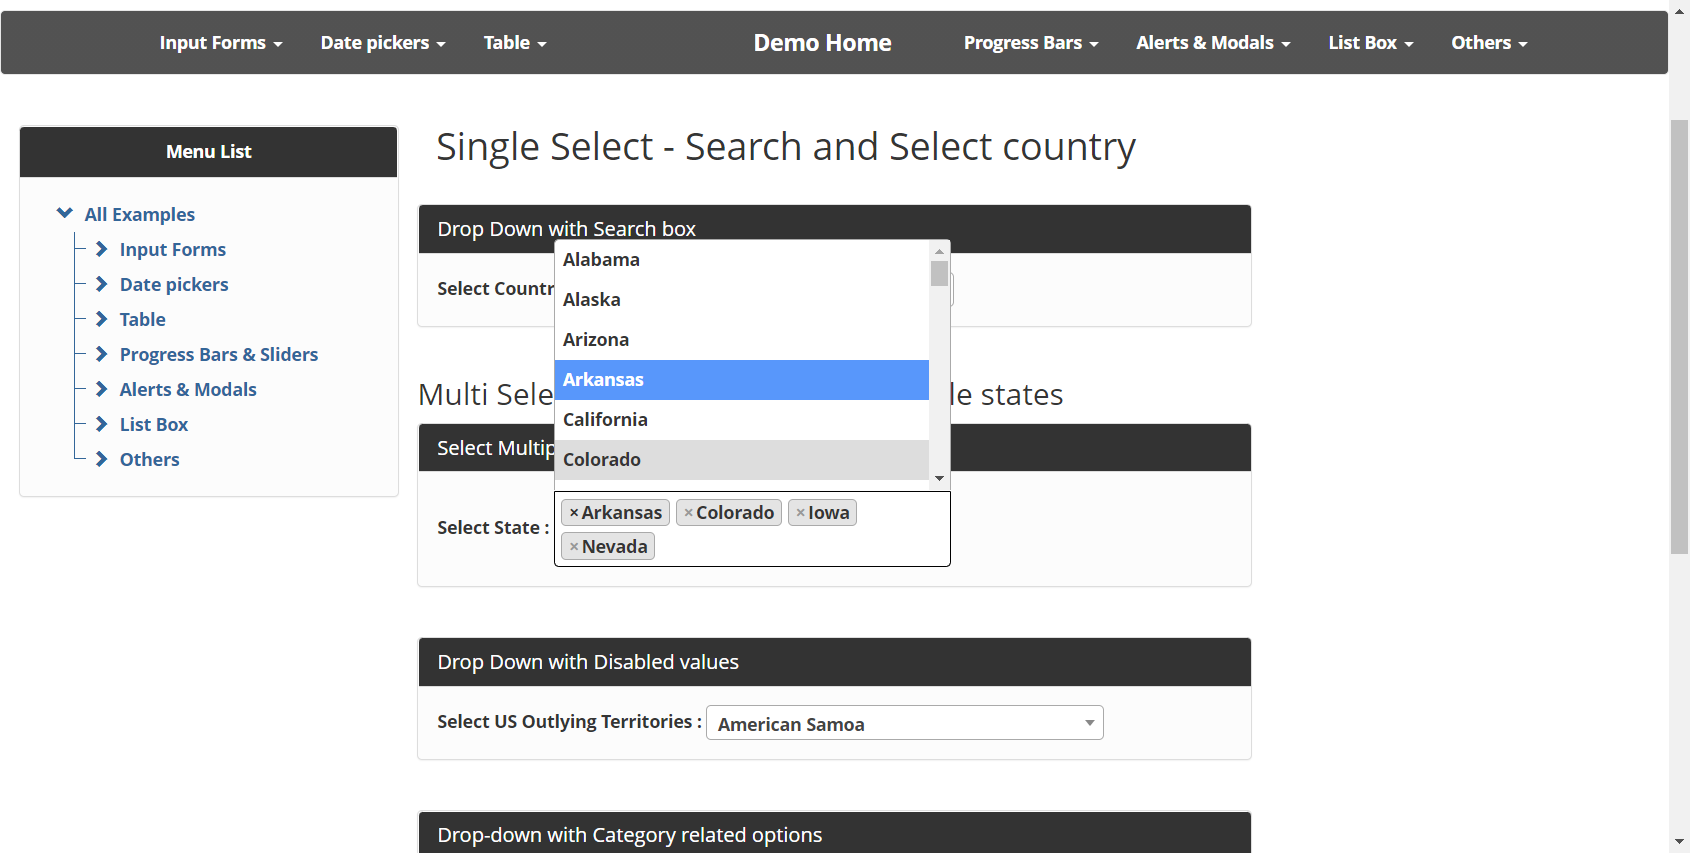 Input Forms
Date pickers
Table
Demo Home
Progress Bars
Alerts & Modals
List Box
Others
Menu List
All Examples
Input Forms
Date pickers
Table
Progress Bars & Sliders
Alerts & Modals
List Box
Others
Single Select - Search and Select country
Drop Down with Search box
Select Countr
Alabama
Alaska
Arizona
Arkansas
California
Colorado
Multi Sele le states
Select Multip
Select State :
×Arkansas ×Colorado ×Iowa
×Nevada
Drop Down with Disabled values
Select US Outlying Territories : American Samoa
Drop-down with Category related options